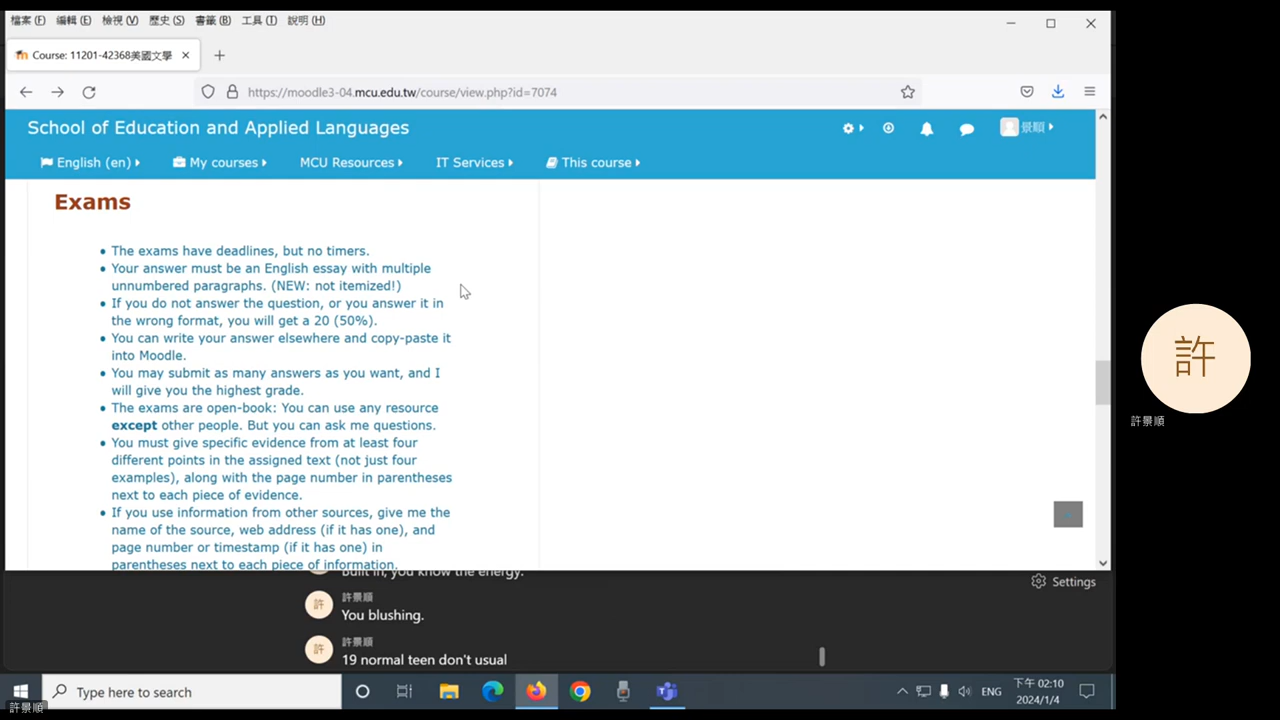 檔案(F) 編輯(E) 檢視(V) 歷史(S) 書籤(B) 工具(T) 說明(H)
Course: 11201-42368美國文學
https://moodle3-04.mcu.edu.tw/course/view.php?id=7074
School of Education and Applied Languages
景順
English (en) My courses MCU Resources IT Services This course
Exams
• The exams have deadlines, but no timers.
• Your answer must be an English essay with multiple
unnumbered paragraphs. (NEW: not itemized!)
• If you do not answer the question, or you answer it in
the wrong format, you will get a 20 (50%).
• You can write your answer elsewhere and copy-paste it
into Moodle.
• You may submit as many answers as you want, and I
will give you the highest grade.
• The exams are open-book: You can use any resource
except other people. But you can ask me questions.
• You must give specific evidence from at least four
different points in the assigned text (not just four
examples), along with the page number in parentheses
next to each piece of evidence.
• If you use information from other sources, give me the
name of the source, web address (if it has one), and
page number or timestamp (if it has one) in
parentheses next to each piece of information.
許
許景順
Built in, you know the energy.
Settings
許
許景順
You blushing.
許
許景順
19 normal teen don't usual
Type here to search
ENG
下午 02:10
2024/1/4
許景順